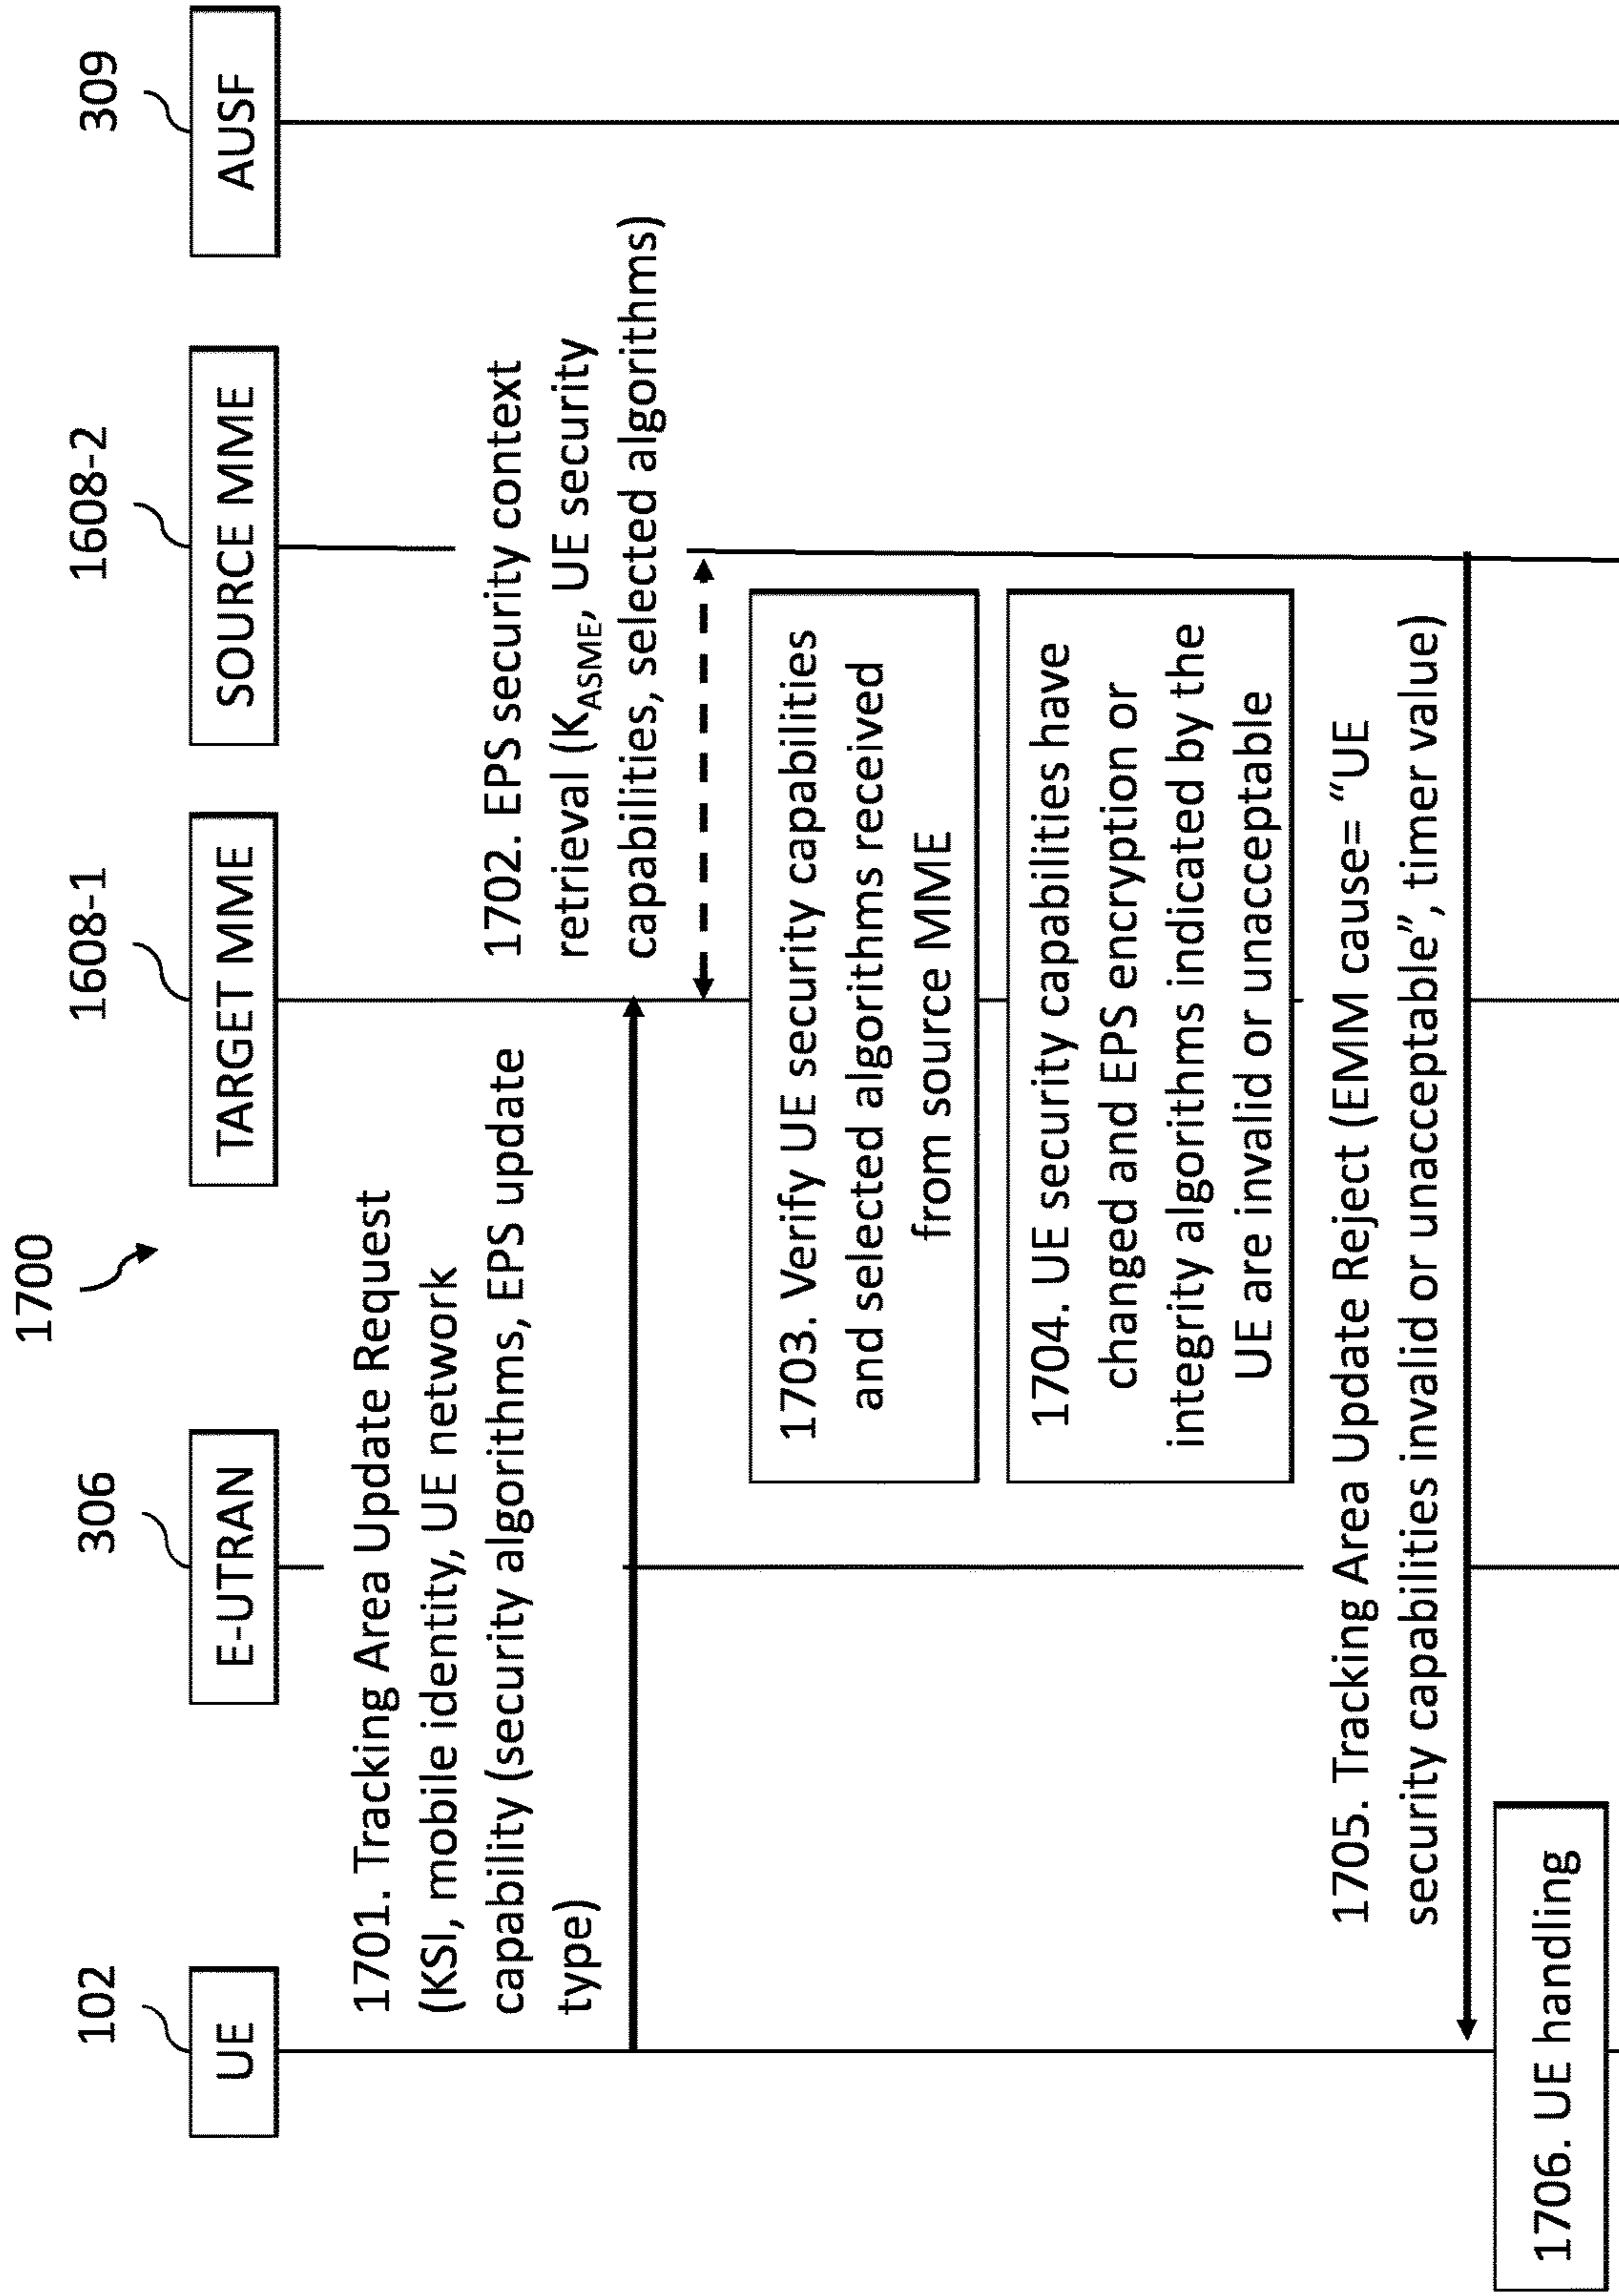 1700
102
306
1608-1
1608-2
309
UE
E-UTRAN
TARGET MME
SOURCE MME
AUSF
1701. Tracking Area Update Request
(KSI, mobile identity, UE network
capability (security algorithms, EPS update
type)
1702. EPS security context
retrieval (KASME, UE security
capabilities, selected algorithms)
1703. Verify UE security capabilities
and selected algorithms received
from source MME
1704. UE security capabilities have
changed and EPS encryption or
integrity algorithms indicated by the
UE are invalid or unacceptable
1705. Tracking Area Update Reject (EMM cause= “UE
security capabilities invalid or unacceptable”, timer value)
1706. UE handling